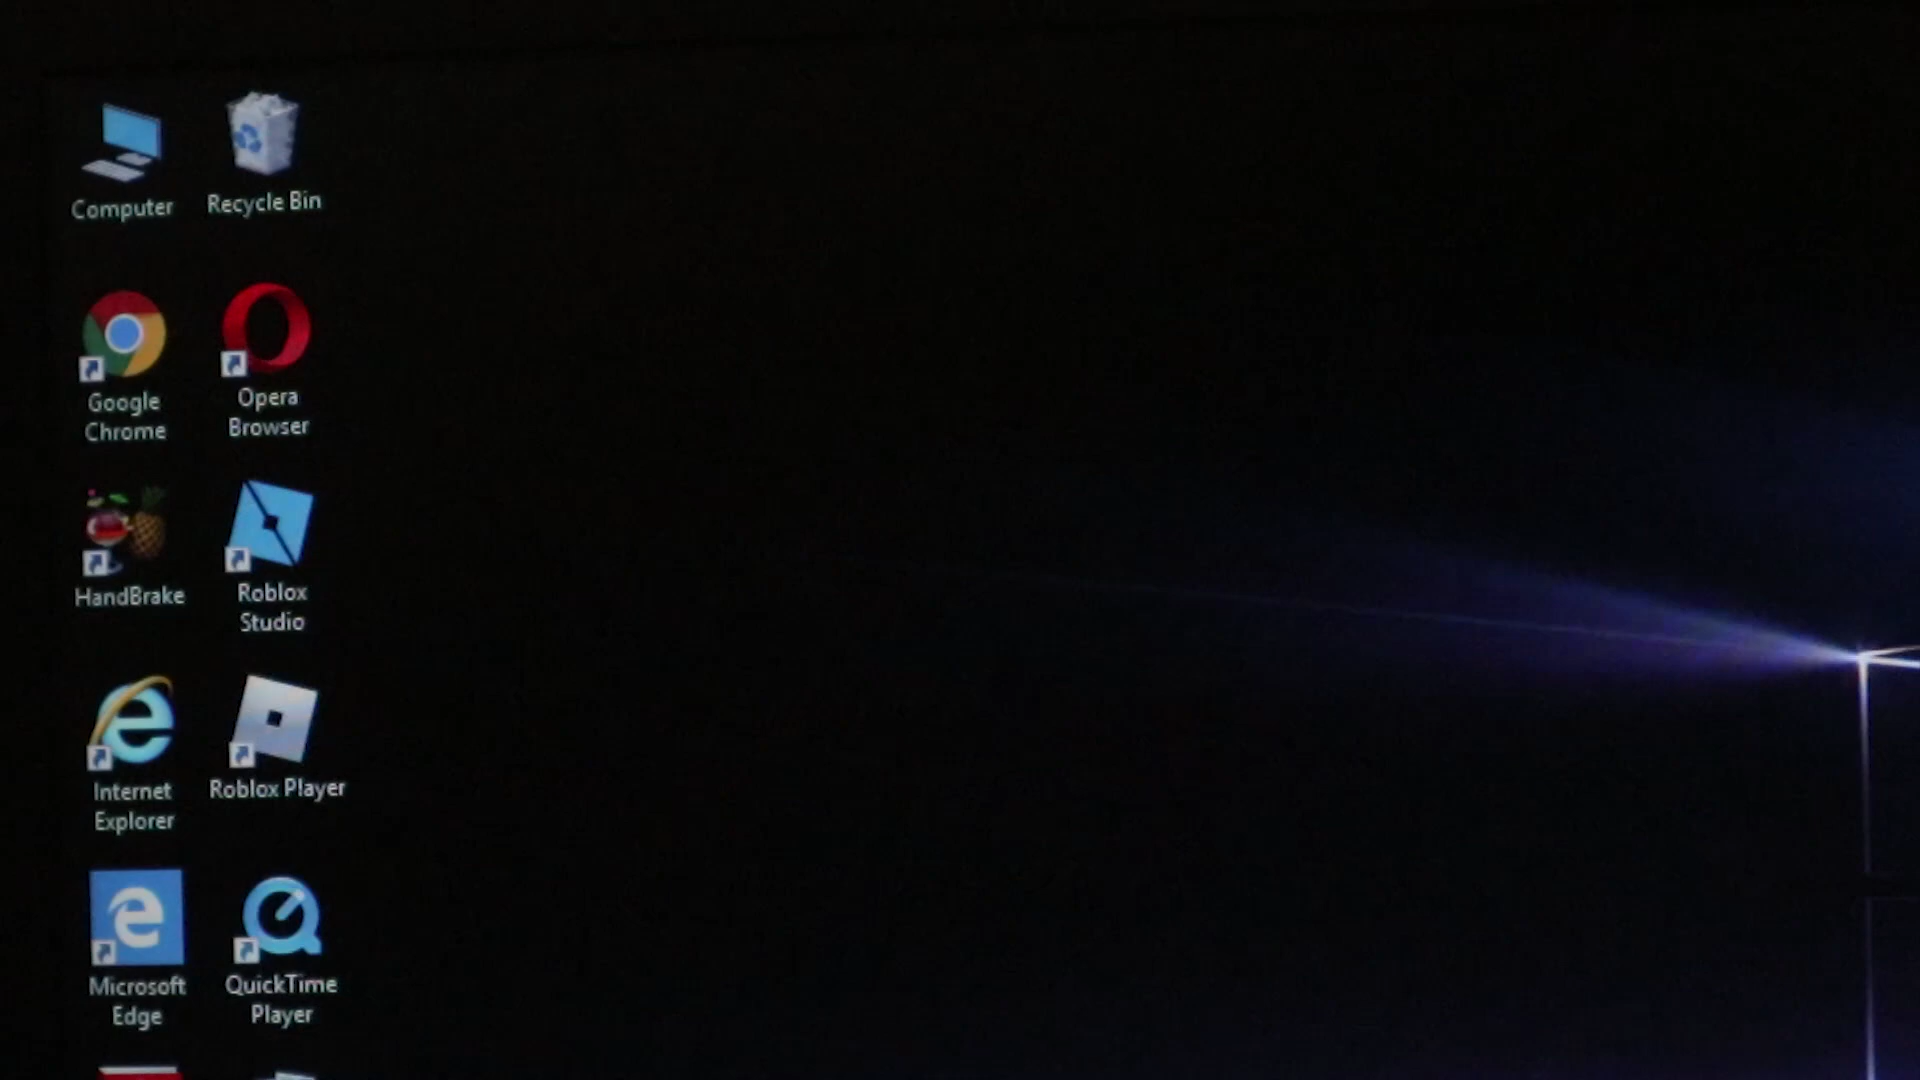 Computer
Recycle Bin
Google
Chrome
Opera
Browser
HandBrake
Roblox
Studio
Internet
Explorer
Roblox Player
Microsoft
Edge
QuickTime
Player